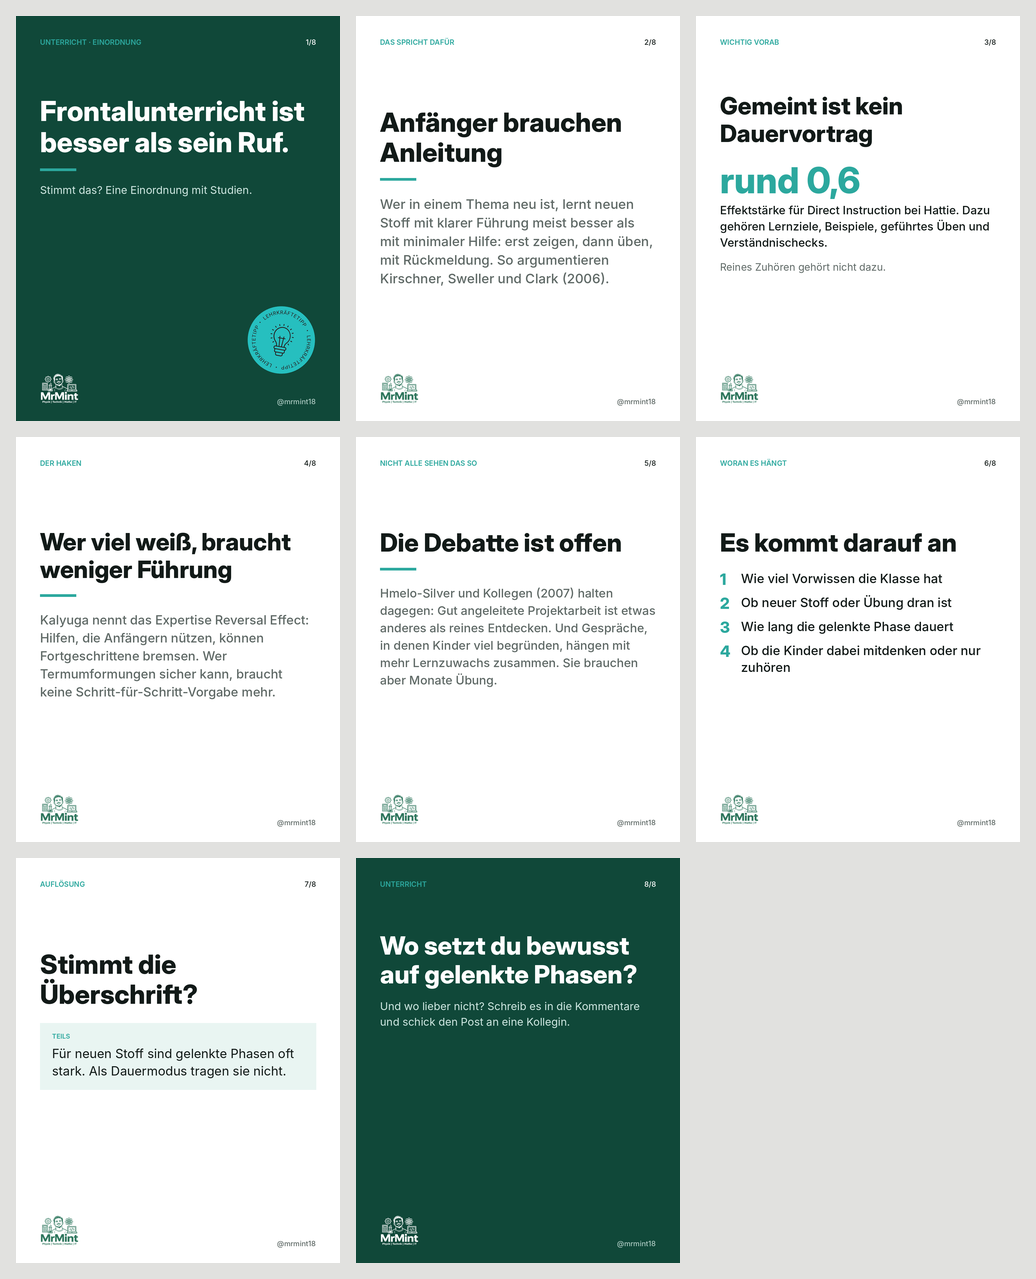 UNTERRICHT · EINORDNUNG
1/8
Frontalunterricht ist
besser als sein Ruf.
Stimmt das? Eine Einordnung mit Studien.
LEHRKRÄFTETIPP · LEHRKRÄFTETIPP · LEHRKRÄFTETIPP ·
MrMint
@mrmint18
DAS SPRICHT DAFÜR
2/8
Anfänger brauchen
Anleitung
Wer in einem Thema neu ist, lernt neuen
Stoff mit klarer Führung meist besser als
mit minimaler Hilfe: erst zeigen, dann üben,
mit Rückmeldung. So argumentieren
Kirschner, Sweller und Clark (2006).
MrMint
WICHTIG VORAB
3/8
Gemeint ist kein
Dauervortrag
rund 0,6
Effektstärke für Direct Instruction bei Hattie. Dazu
gehören Lernziele, Beispiele, geführtes Üben und
Verständnischecks.
Reines Zuhören gehört nicht dazu.
MrMint
@mrmint18
DER HAKEN
4/8
Wer viel weiß, braucht
weniger Führung
Kalyuga nennt das Expertise Reversal Effect:
Hilfen, die Anfängern nützen, können
Fortgeschrittene bremsen. Wer
Termumformungen sicher kann, braucht
keine Schritt-für-Schritt-Vorgabe mehr.
MrMint
@mrmint18
NICHT ALLE SEHEN DAS SO
5/8
Die Debatte ist offen
Hmelo-Silver und Kollegen (2007) halten
dagegen: Gut angeleitete Projektarbeit ist etwas
anderes als reines Entdecken. Und Gespräche,
in denen Kinder viel begründen, hängen mit
mehr Lernzuwachs zusammen. Sie brauchen
aber Monate Übung.
MrMint
@mrmint18
WORAN ES HÄNGT
6/8
Es kommt darauf an
1 Wie viel Vorwissen die Klasse hat
2 Ob neuer Stoff oder Übung dran ist
3 Wie lang die gelenkte Phase dauert
4 Ob die Kinder dabei mitdenken oder nur
zuhören
MrMint
@mrmint18
AUFLÖSUNG
7/8
Stimmt die
Überschrift?
TEILS
Für neuen Stoff sind gelenkte Phasen oft
stark. Als Dauermodus tragen sie nicht.
MrMint
@mrmint18
UNTERRICHT
8/8
Wo setzt du bewusst
auf gelenkte Phasen?
Und wo lieber nicht? Schreib es in die Kommentare
und schick den Post an eine Kollegin.
MrMint
@mrmint18